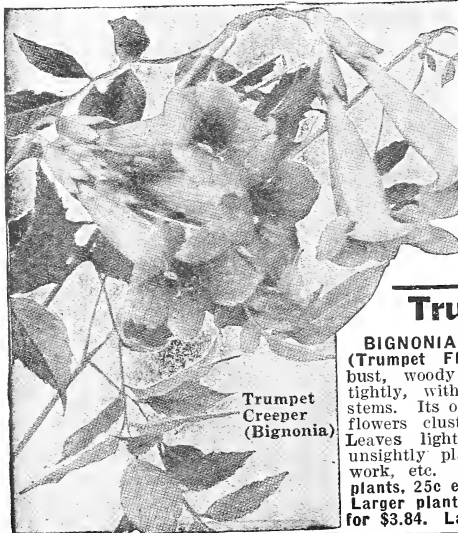 Trumpet
Creeper
(Bignonia)
Tru
BIGNONIA
(Trumpet Fl
bust, woody
tightly, with
stems. Its o
flowers clust
Leaves light
unsightly pla
work, etc.
plants, 25c e
Larger plant
for $3.84. La